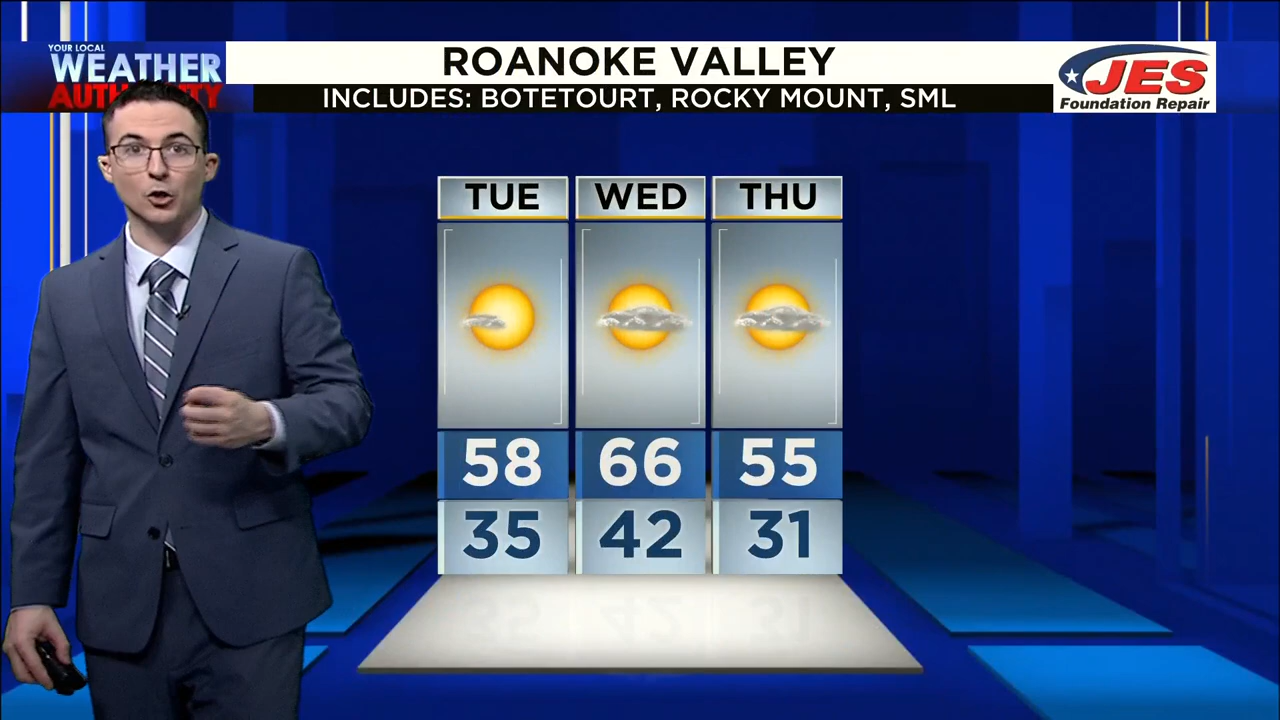 YOUR LOCAL
WEATHER
AUTHORITY
ROANOKE VALLEY
INCLUDES: BOTETOURT, ROCKY MOUNT, SML
JES
Foundation Repair
TUE WED THU
58 66 55
35 42 31